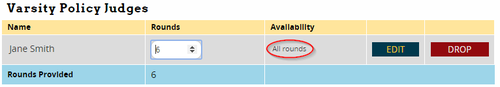 Varsity Policy Judges
Name Rounds Availability
Jane Smith 6 All rounds EDIT DROP
Rounds Provided 6